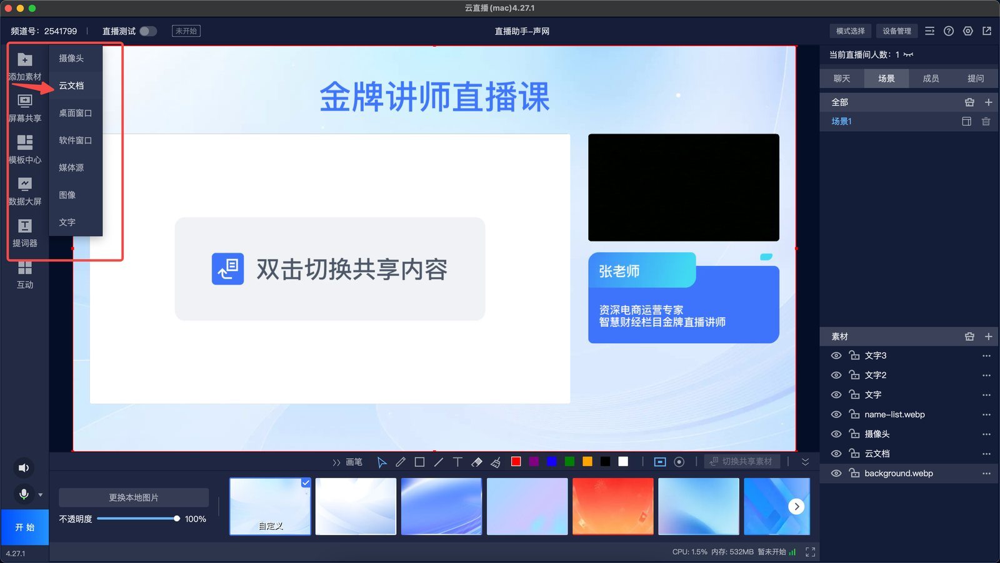 云直播(mac)4.27.1
频道号: 2541799
直播测试
未开始
直播助手-声网
模式选择
设备管理
添加素材
屏幕共享
模板中心
数据大屏
提词器
互动
摄像头
云文档
桌面窗口
软件窗口
媒体源
图像
文字
金牌讲师直播课
双击切换共享内容
张老师
资深电商运营专家
智慧财经栏目金牌直播讲师
当前直播间人数: 1
聊天
场景
成员
提问
全部
场景1
素材
文字3
文字2
文字
name-list.webp
摄像头
云文档
background.webp
画笔
切换共享素材
更换本地图片
不透明度
100%
自定义
开始
4.27.1
CPU: 1.5% 内存: 532MB 暂未开始